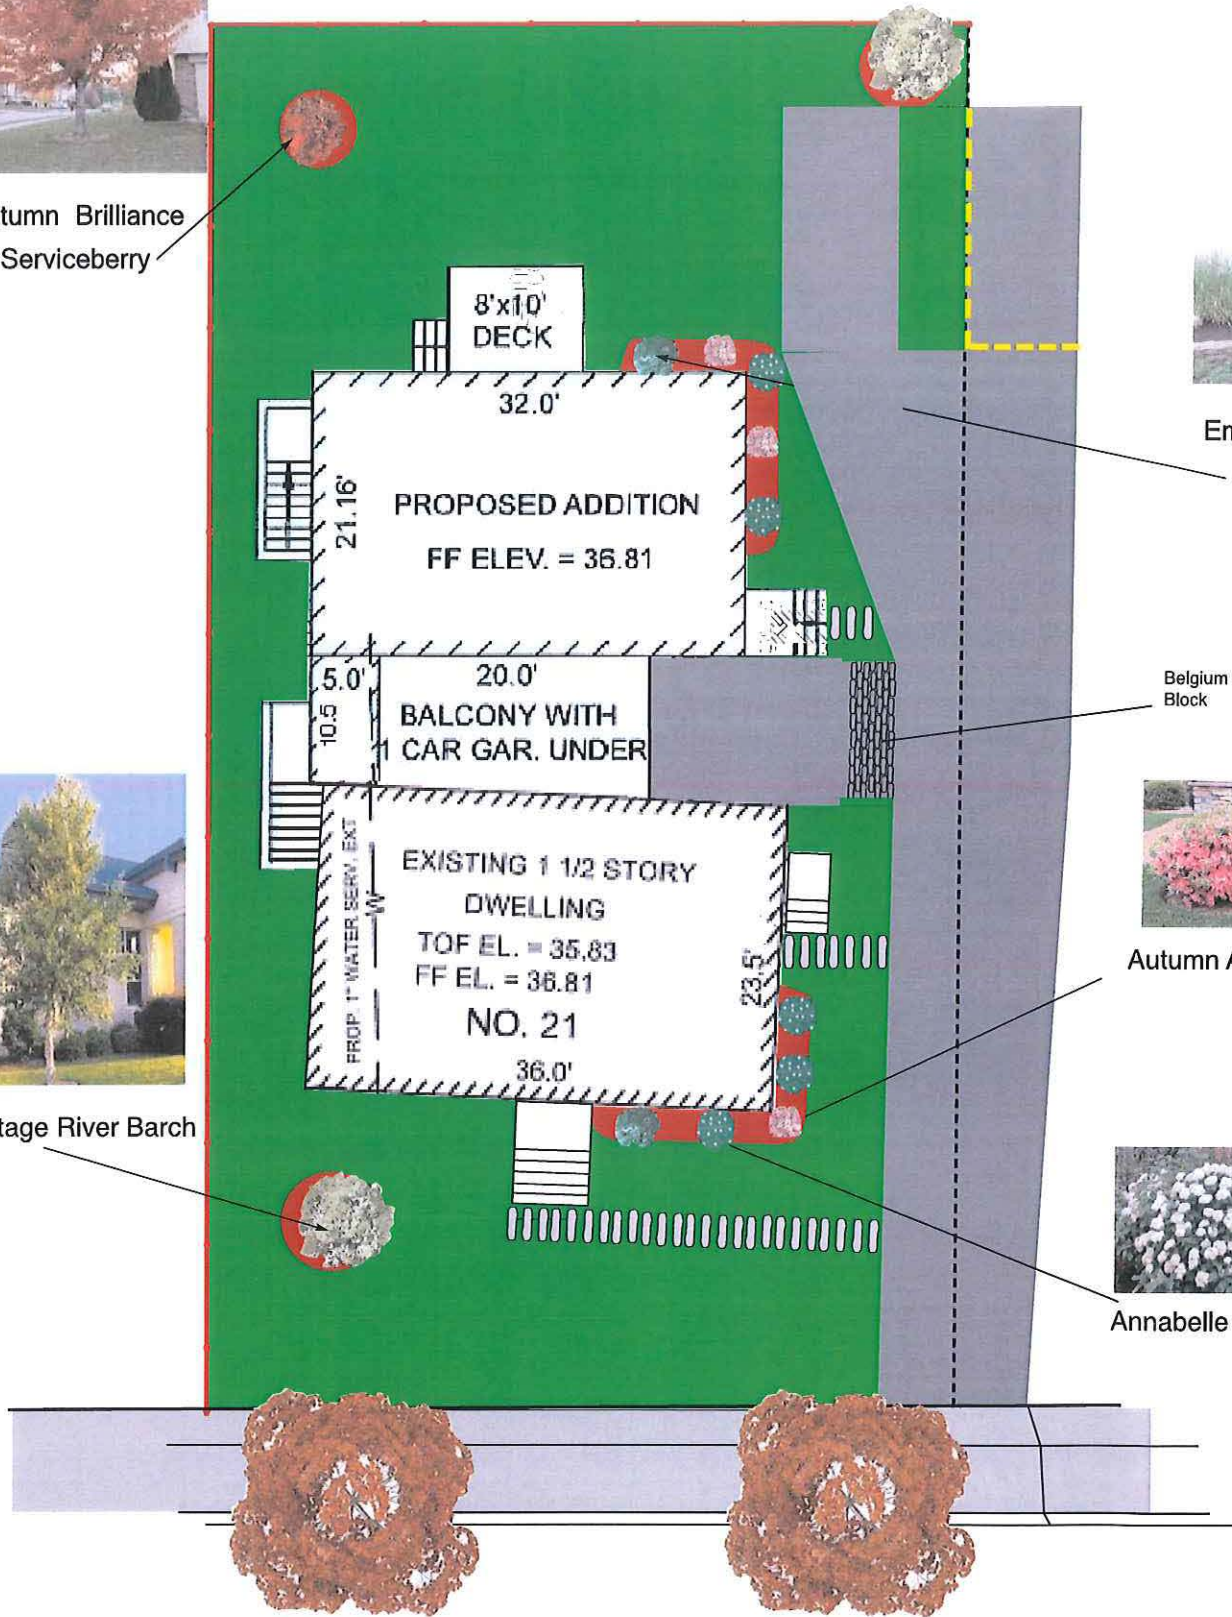 tumn Brilliance
Serviceberry
8'x10'
DECK
32.0'
21.16'
PROPOSED ADDITION
FF ELEV. = 36.81
Em
5.0'
10.5
20.0'
BALCONY WITH
1 CAR GAR. UNDER
Belgium
Block
PROP. 1" WATER SERV. EXT
W
EXISTING 1 1/2 STORY
DWELLING
TOF EL. = 35.83
FF EL. = 36.81
NO. 21
23.5'
36.0'
Autumn A
tage River Barch
Annabelle